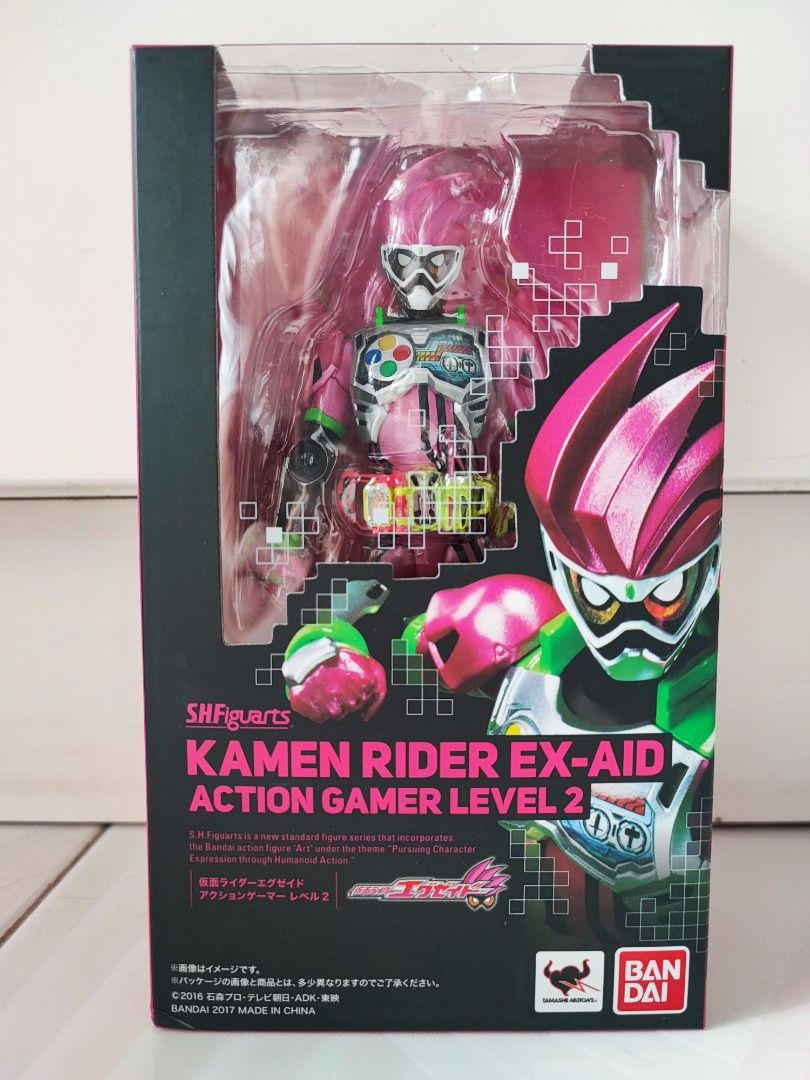 S.H.Figuarts
KAMEN RIDER EX-AID
ACTION GAMER LEVEL 2
S.H.Figuarts is a new standard figure series that incorporates
the Bandai action figure "Art" under the theme "Pursuing Character
Expression through Humanoid Action."
仮面ライダーエグゼイド
アクションゲーマー レベル2
仮面ライダーエグゼイド
※画像はイメージです。
※パッケージの画像と商品とは、多少異なりますのでご了承ください。
©2016 石森プロ・テレビ朝日・ADK・東映
BANDAI 2017 MADE IN CHINA
TAMASHII NATIONS
BAN
DAI